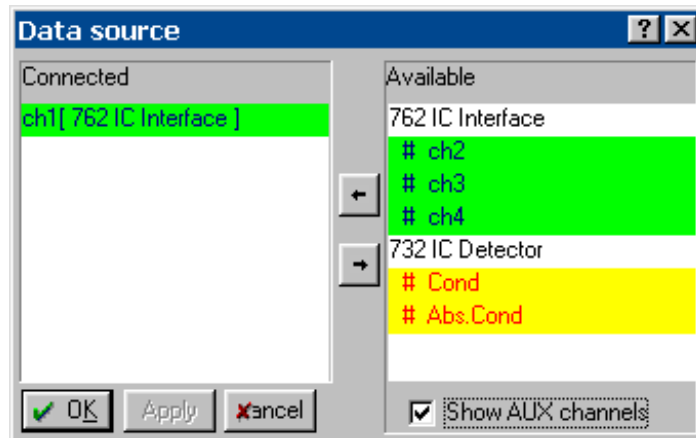 Data source
Connected
ch1[ 762 IC Interface ]
Available
762 IC Interface
# ch2
# ch3
# ch4
732 IC Detector
# Cond
# Abs.Cond
OK
Apply
Xancel
Show AUX channels